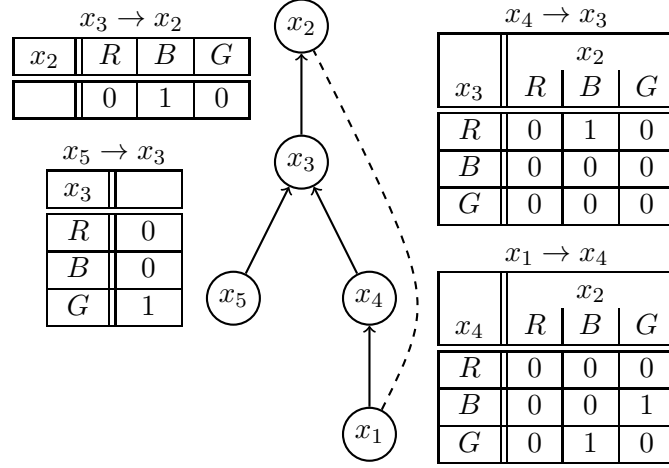 x₃ → x₂
x₂ R B G
0 1 0
x₅ → x₃
x₃
R 0
B 0
G 1
x₂
x₃
x₅ x₄
x₁
x₄ → x₃
x₂
x₃ R B G
R 0 1 0
B 0 0 0
G 0 0 0
x₁ → x₄
x₂
x₄ R B G
R 0 0 0
B 0 0 1
G 0 1 0